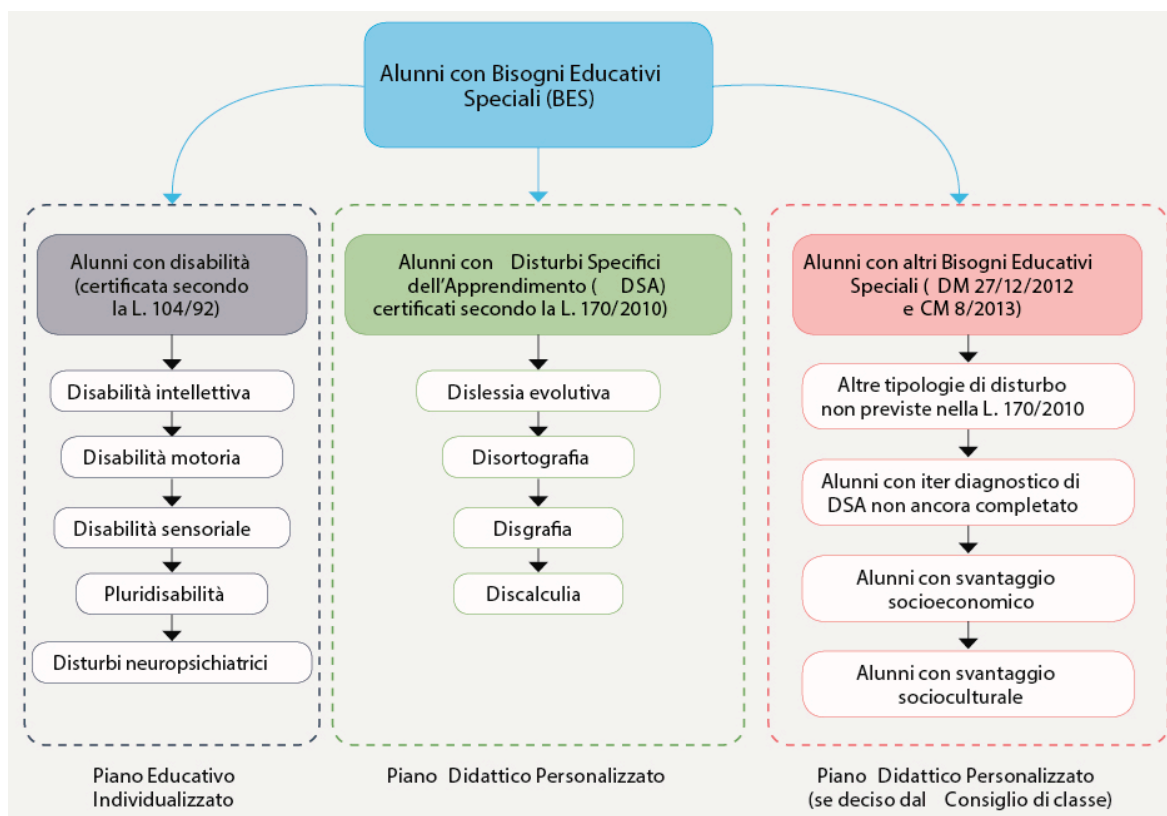 Alunni con Bisogni Educativi
Speciali (BES)
Alunni con disabilità
(certificata secondo
la L. 104/92)
Disabilità intellettiva
Disabilità motoria
Disabilità sensoriale
Pluridisabilità
Disturbi neuropsichiatrici
Piano Educativo
Individualizzato
Alunni con Disturbi Specifici
dell'Apprendimento ( DSA)
certificati secondo la L. 170/2010)
Dislessia evolutiva
Disortografia
Disgrafia
Discalculia
Piano Didattico Personalizzato
Alunni con altri Bisogni Educativi
Speciali ( DM 27/12/2012
e CM 8/2013)
Altre tipologie di disturbo
non previste nella L. 170/2010
Alunni con iter diagnostico di
DSA non ancora completato
Alunni con svantaggio
socioeconomico
Alunni con svantaggio
socioculturale
Piano Didattico Personalizzato
(se deciso dal Consiglio di classe)